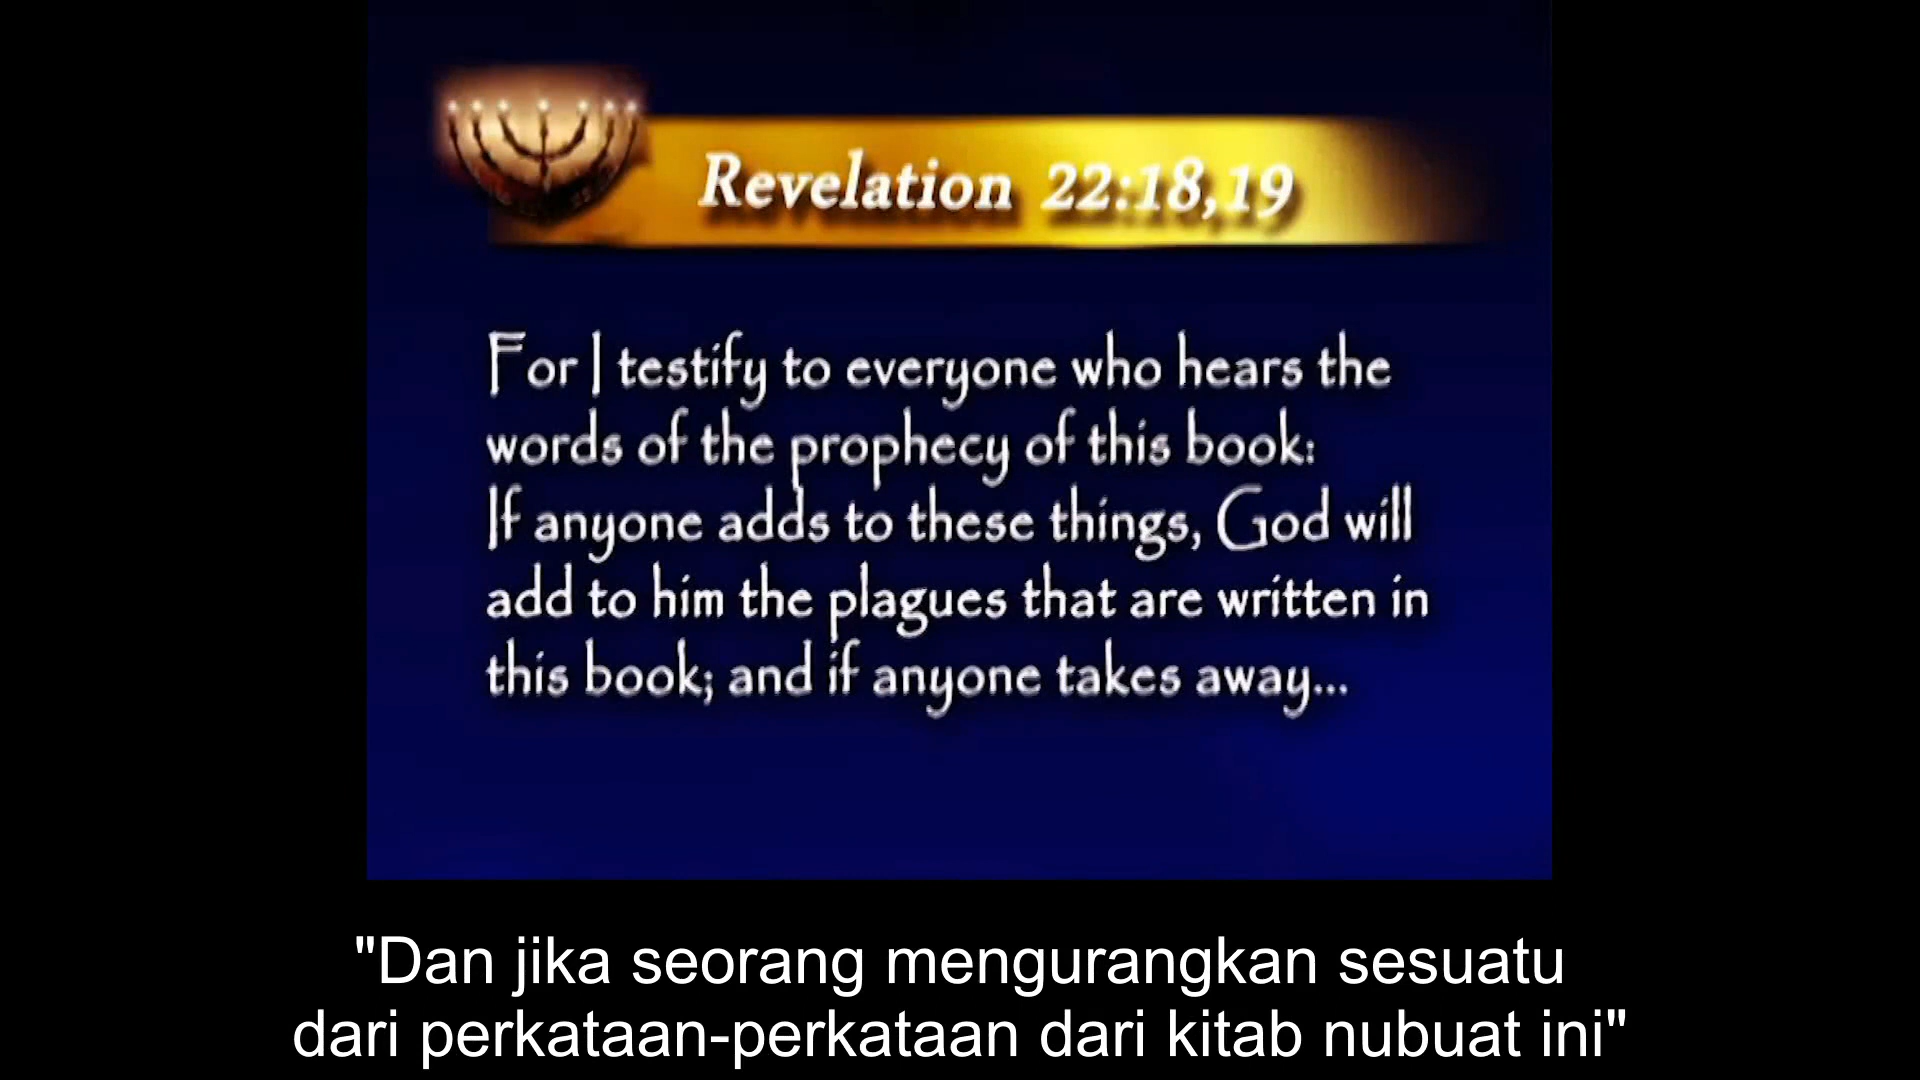 Revelation 22:18,19
For I testify to everyone who hears the
words of the prophecy of this book:
If anyone adds to these things, God will
add to him the plagues that are written in
this book; and if anyone takes away...
"Dan jika seorang mengurangkan sesuatu
dari perkataan-perkataan dari kitab nubuat ini"